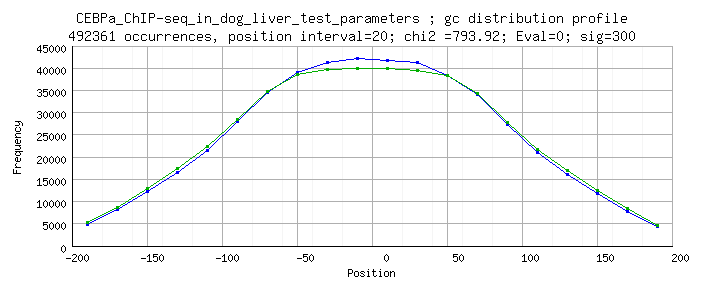 CEBPa_ChIP-seq_in_dog_liver_test_parameters ; gc distribution profile
492361 occurrences, position interval=20; chi2 =793.92; Eval=0; sig=300
45000
40000
35000
30000
25000
20000
15000
10000
5000
0
Frequency
-200 -150 -100 -50 0 50 100 150 200
Position